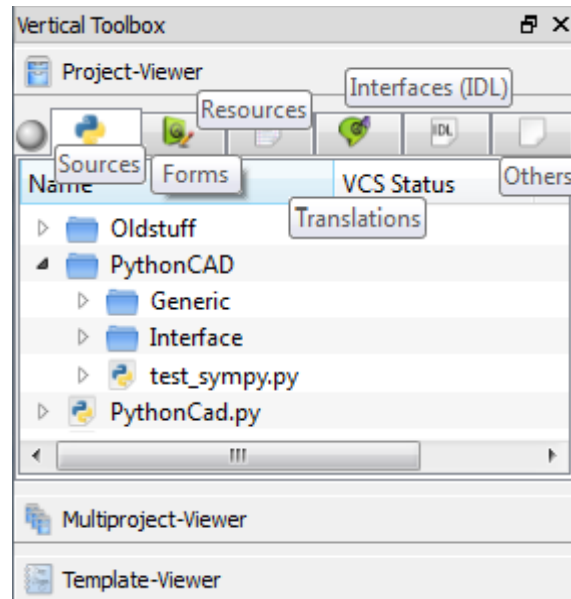 Vertical Toolbox
Project-Viewer
Interfaces (IDL)
Resources
IDL
Sources
Forms
Others
Name
VCS Status
Translations
Oldstuff
PythonCAD
Generic
Interface
test_sympy.py
PythonCad.py
Multiproject-Viewer
Template-Viewer